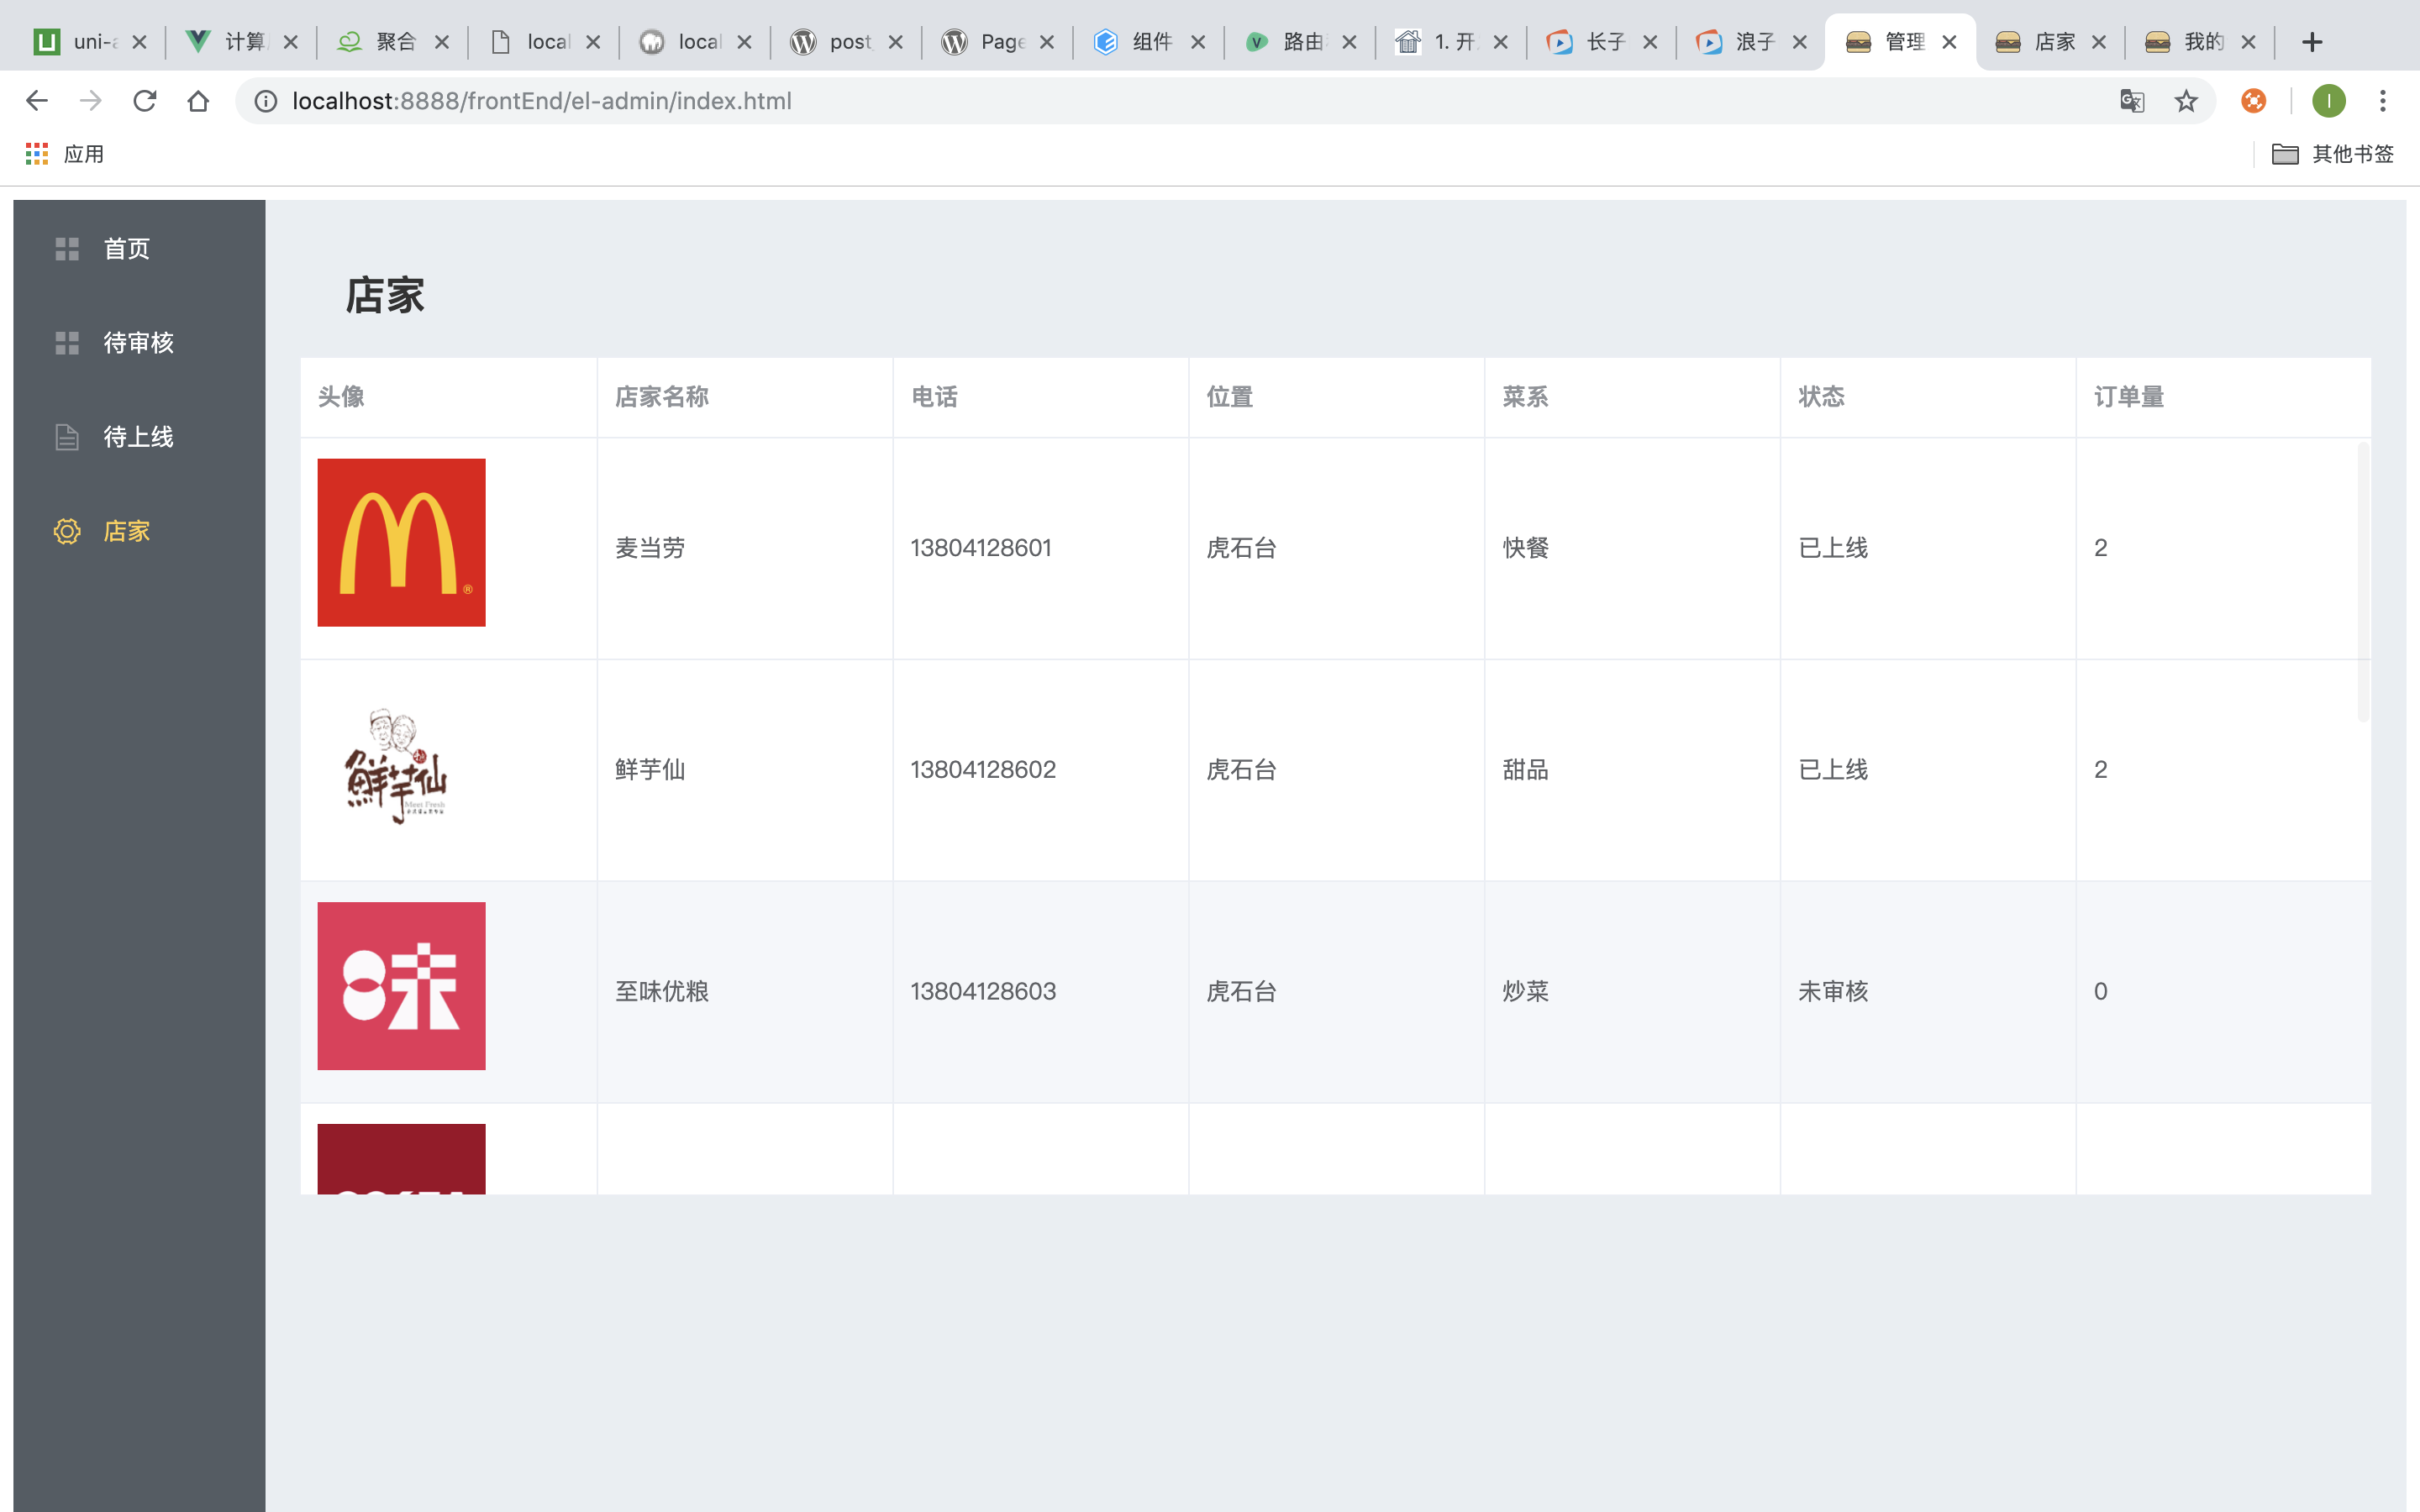 uni-a 计算 聚合 local local post_ Page 组件 路由 1. 开 长子 浪子 管理 店家 我的
localhost:8888/frontEnd/el-admin/index.html
应用 其他书签
首页
待审核
待上线
店家
店家
头像 店家名称 电话 位置 菜系 状态 订单量
麦当劳 13804128601 虎石台 快餐 已上线 2
鮮芋仙
Meet Fresh
鲜芋仙 13804128602 虎石台 甜品 已上线 2
味
至味优粮 13804128603 虎石台 炒菜 未审核 0